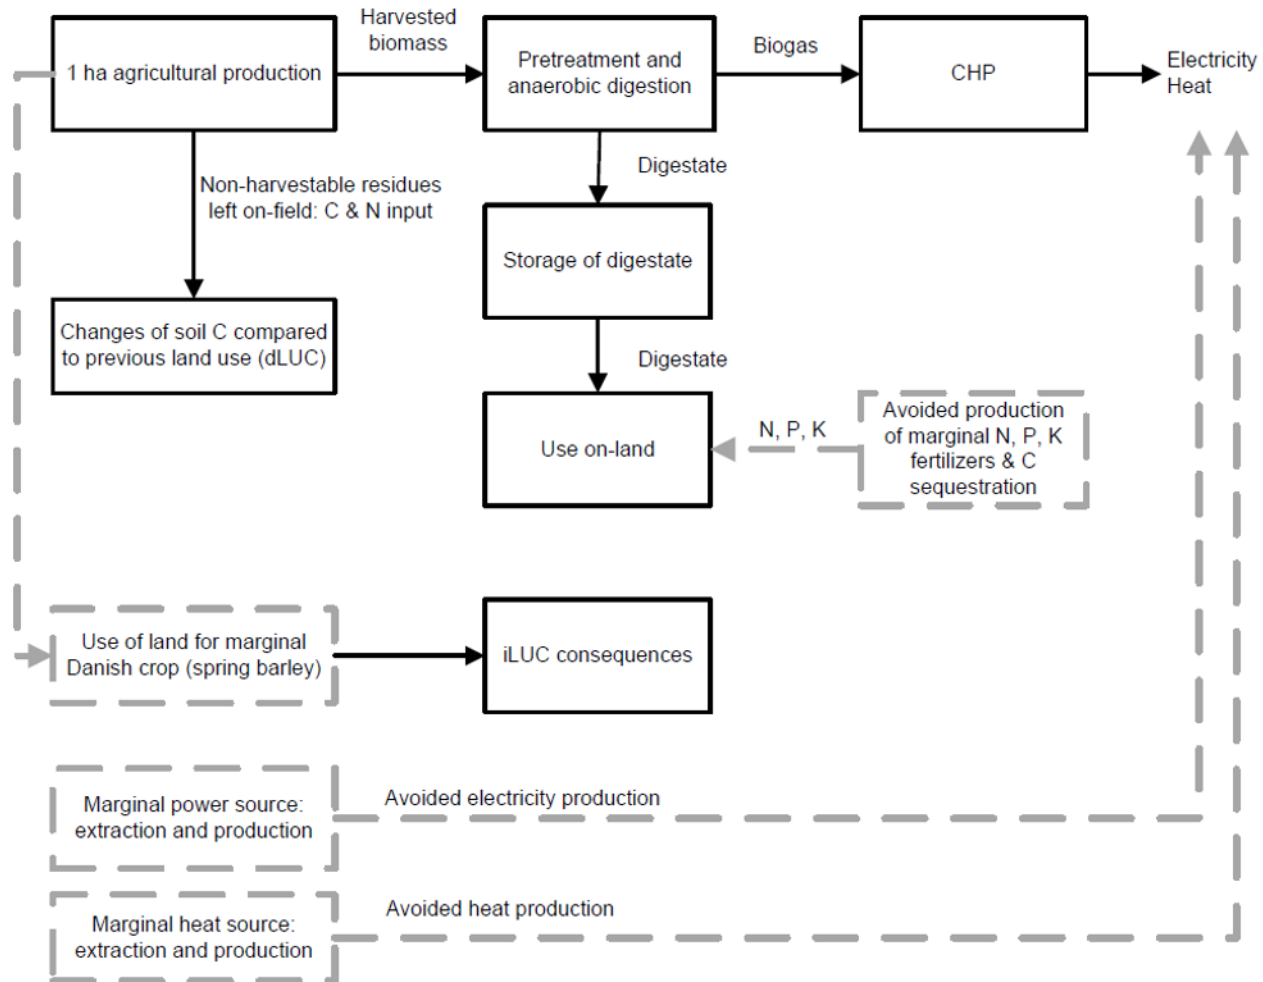 Harvested
biomass
1 ha agricultural production
Pretreatment and
anaerobic digestion
Biogas
CHP
Electricity
Heat
Non-harvestable residues
left on-field: C & N input
Digestate
Storage of digestate
Changes of soil C compared
to previous land use (dLUC)
Digestate
Use on-land
N, P, K
Avoided production
of marginal N, P, K
fertilizers & C
sequestration
Use of land for marginal
Danish crop (spring barley)
iLUC consequences
Marginal power source:
extraction and production
Avoided electricity production
Marginal heat source:
extraction and production
Avoided heat production